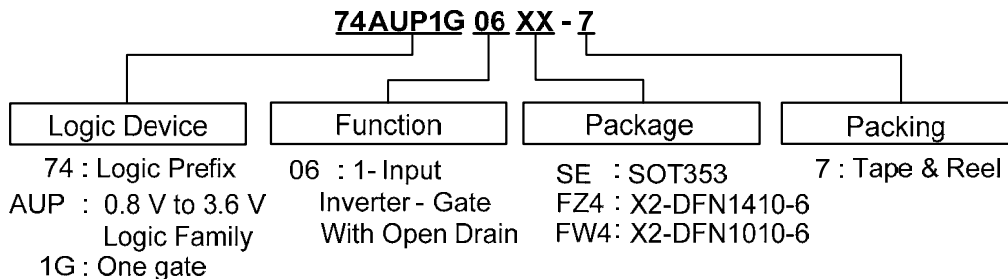 74AUP1G 06 XX - 7
Logic Device
74 : Logic Prefix
AUP : 0.8 V to 3.6 V
Logic Family
1G : One gate
Function
06 : 1- Input
Inverter - Gate
With Open Drain
Package
SE : SOT353
FZ4 : X2-DFN1410-6
FW4: X2-DFN1010-6
Packing
7 : Tape & Reel